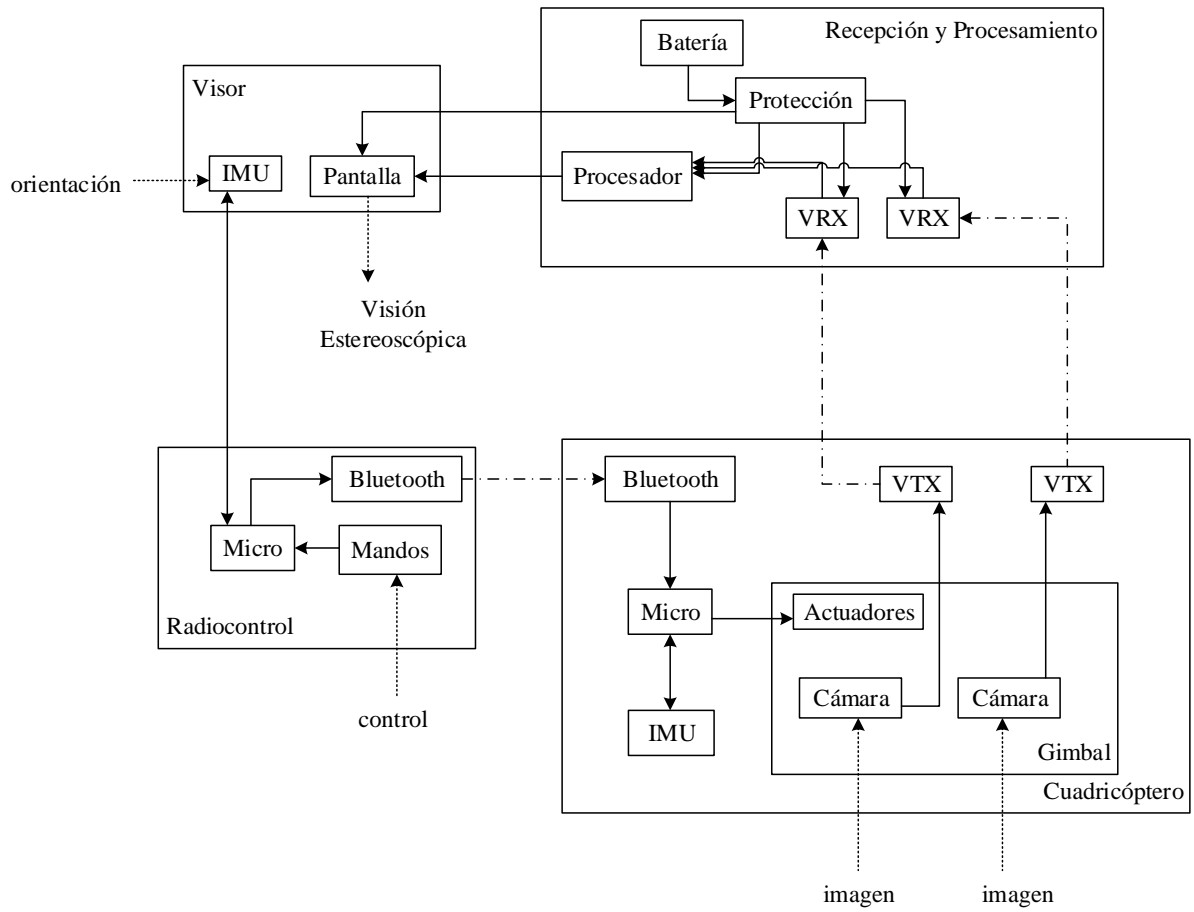 Recepción y Procesamiento
Batería
Visor
Protección
IMU
Pantalla
Procesador
orientación
VRX
VRX
Visión
Estereoscópica
Bluetooth
Bluetooth
VTX
VTX
Micro
Mandos
Micro
Actuadores
Radiocontrol
Cámara
Cámara
control
IMU
Gimbal
Cuadricóptero
imagen
imagen